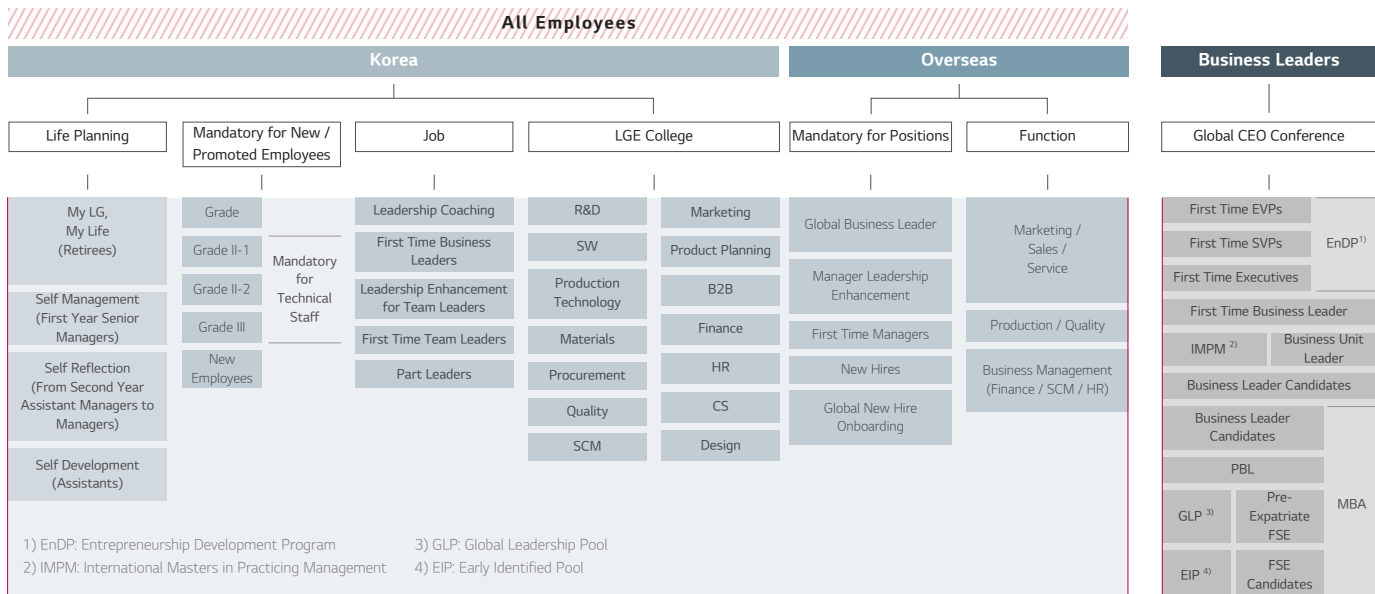 All Employees
Korea
Overseas
Business Leaders
Life Planning
Mandatory for New /
Promoted Employees
Job
LGE College
Mandatory for Positions
Function
Global CEO Conference
My LG,
My Life
(Retirees)
Self Management
(First Year Senior
Managers)
Self Reflection
(From Second Year
Assistant Managers to
Managers)
Self Development
(Assistants)
Grade
Grade II-1
Grade II-2
Grade III
New
Employees
Mandatory
for
Technical
Staff
Leadership Coaching
First Time Business
Leaders
Leadership Enhancement
for Team Leaders
First Time Team Leaders
Part Leaders
R&D
SW
Production
Technology
Materials
Procurement
Quality
SCM
Marketing
Product Planning
B2B
Finance
HR
CS
Design
Global Business Leader
Manager Leadership
Enhancement
First Time Managers
New Hires
Global New Hire
Onboarding
Marketing /
Sales /
Service
Production / Quality
Business Management
(Finance / SCM / HR)
First Time EVPs
First Time SVPs
First Time Executives
EnDP1)
First Time Business Leader
IMPM 2)
Business Unit
Leader
Business Leader Candidates
Business Leader
Candidates
PBL
GLP 3)
Pre-
Expatriate
FSE
EIP 4)
FSE
Candidates
MBA
1) EnDP: Entrepreneurship Development Program
2) IMPM: International Masters in Practicing Management
3) GLP: Global Leadership Pool
4) EIP: Early Identified Pool